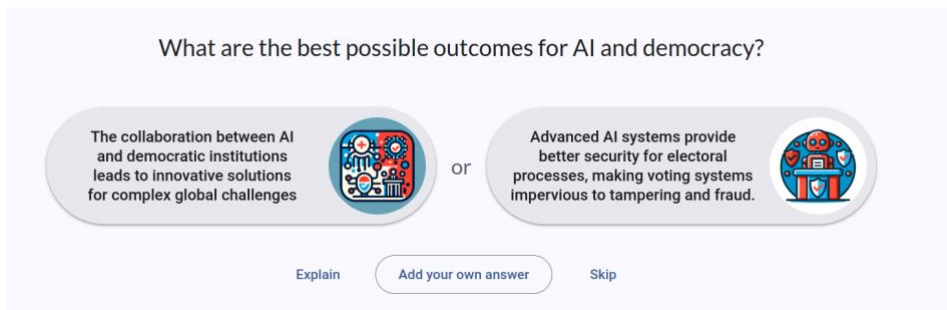 What are the best possible outcomes for AI and democracy?
The collaboration between AI
and democratic institutions
leads to innovative solutions
for complex global challenges
or
Advanced AI systems provide
better security for electoral
processes, making voting systems
impervious to tampering and fraud.
Explain
Add your own answer
Skip